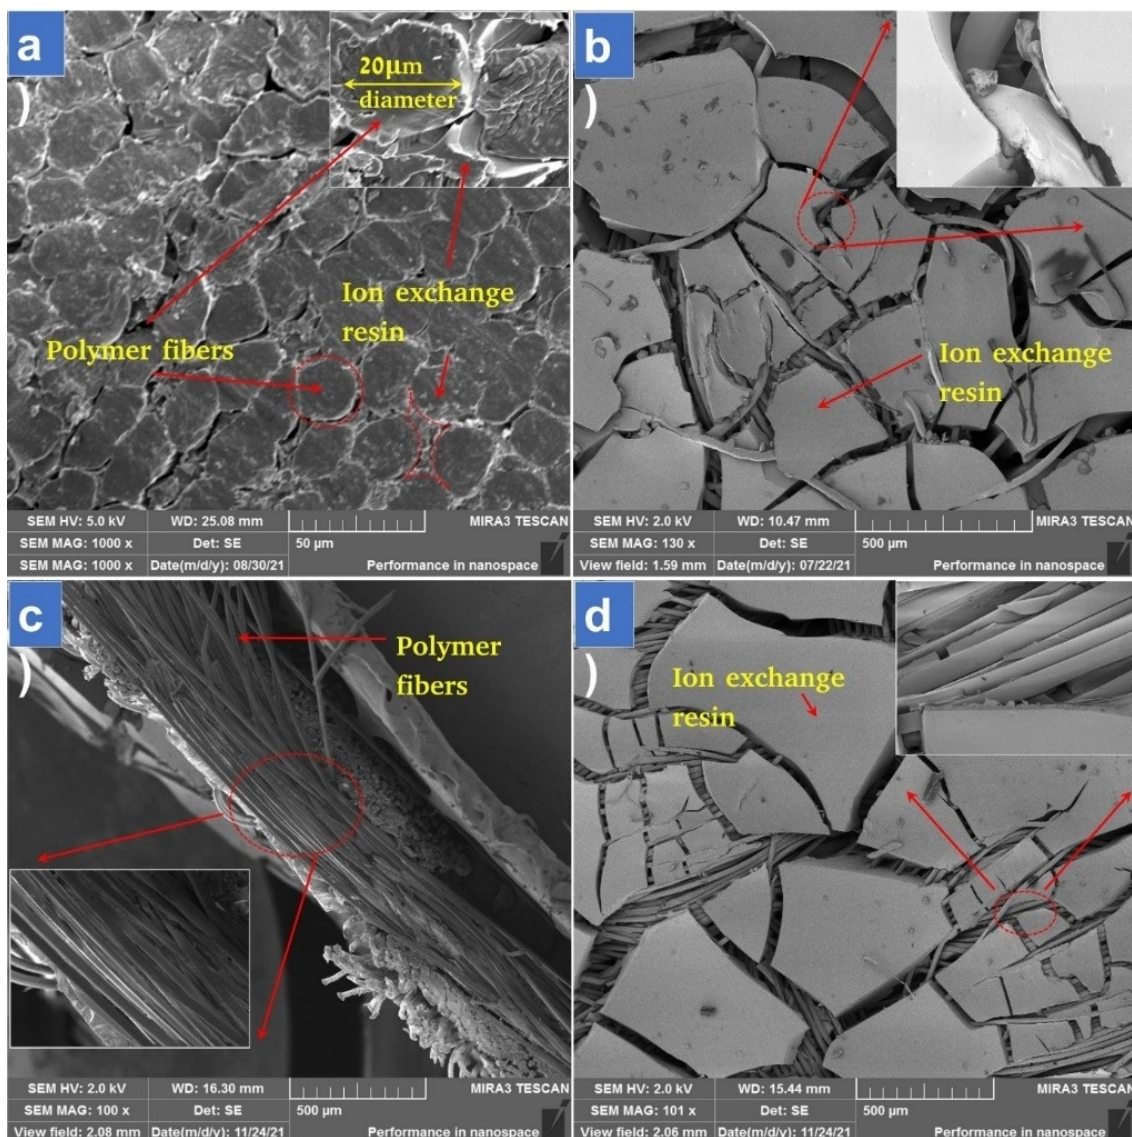 a
)
20μm
diameter
Ion exchange
resin
Polymer fibers
SEM HV: 5.0 kV
WD: 25.08 mm
MIRA3 TESCAN
SEM MAG: 1000 x
Det: SE
50 μm
SEM MAG: 1000 x
Date(m/d/y): 08/30/21
Performance in nanospace
b
)
Ion exchange
resin
SEM HV: 2.0 kV
WD: 10.47 mm
MIRA3 TESCAN
SEM MAG: 130 x
Det: SE
500 μm
View field: 1.59 mm
Date(m/d/y): 07/22/21
Performance in nanospace
c
)
Polymer
fibers
SEM HV: 2.0 kV
WD: 16.30 mm
MIRA3 TESCAN
SEM MAG: 100 x
Det: SE
500 μm
View field: 2.08 mm
Date(m/d/y): 11/24/21
Performance in nanospace
d
)
Ion exchange
resin
SEM HV: 2.0 kV
WD: 15.44 mm
MIRA3 TESCAN
SEM MAG: 101 x
Det: SE
500 μm
View field: 2.06 mm
Date(m/d/y): 11/24/21
Performance in nanospace